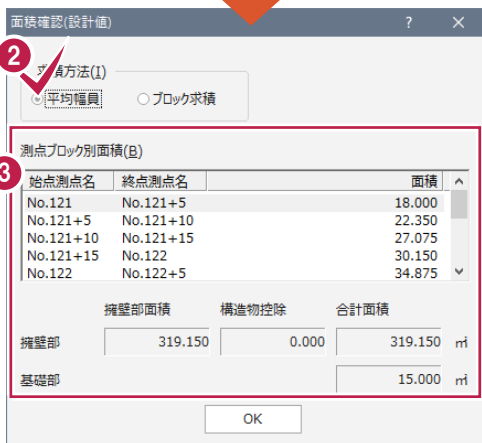 面積確認(設計値) ? ×
2
求積方法(I)
平均幅員 ブロック求積
3
測点ブロック別面積(B)
始点測点名 終点測点名 面積
No.121 No.121+5 18.000
No.121+5 No.121+10 22.350
No.121+10 No.121+15 27.075
No.121+15 No.122 30.150
No.122 No.122+5 34.875
擁壁部面積 構造物控除 合計面積
擁壁部 319.150 0.000 319.150 ㎡
基礎部 15.000 ㎡
OK